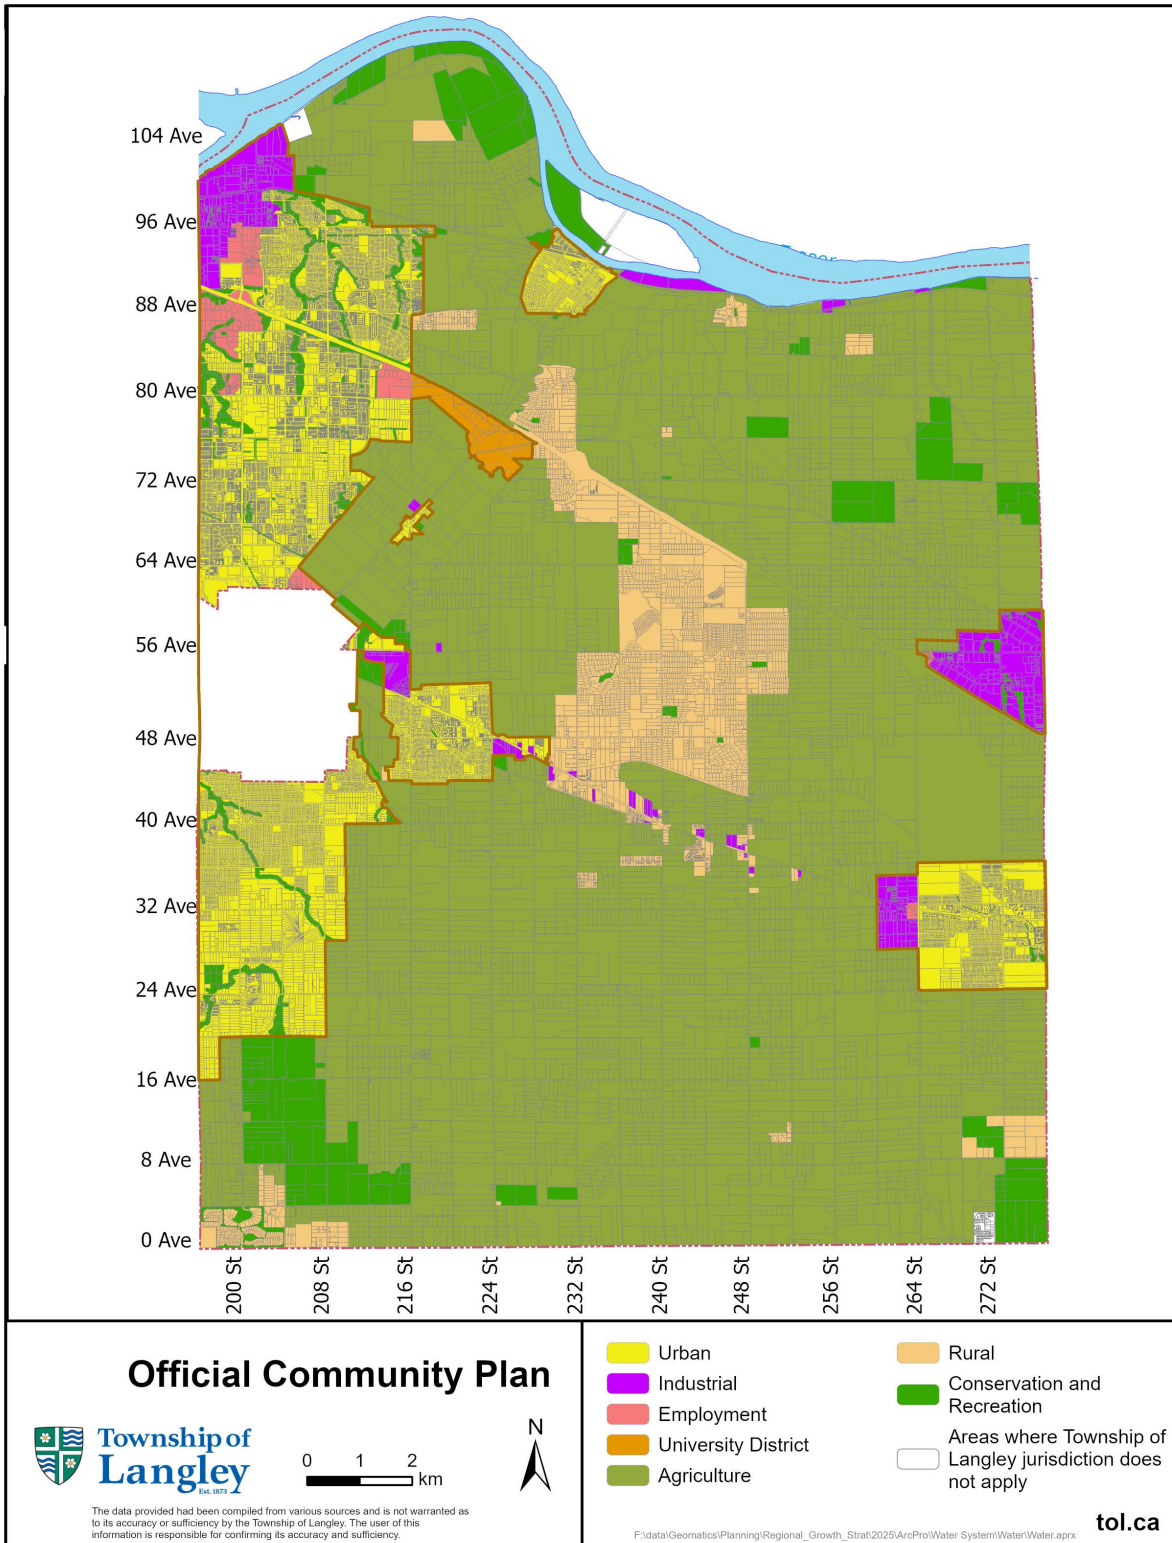 104 Ave
96 Ave
88 Ave
80 Ave
72 Ave
64 Ave
56 Ave
48 Ave
40 Ave
32 Ave
24 Ave
16 Ave
8 Ave
0 Ave
200 St
208 St
216 St
224 St
232 St
240 St
248 St
256 St
264 St
272 St
Official Community Plan
Township of
Langley
Est. 1873
0 1 2
km
N
The data provided had been compiled from various sources and is not warranted as
to its accuracy or sufficiency by the Township of Langley. The user of this
information is responsible for confirming its accuracy and sufficiency.
Urban
Industrial
Employment
University District
Agriculture
Rural
Conservation and
Recreation
Areas where Township of
Langley jurisdiction does
not apply
tol.ca
F:\data\Geomatics\Planning\Regional_Growth_Strat\2025\ArcPro\Water System\Water\Water.aprx